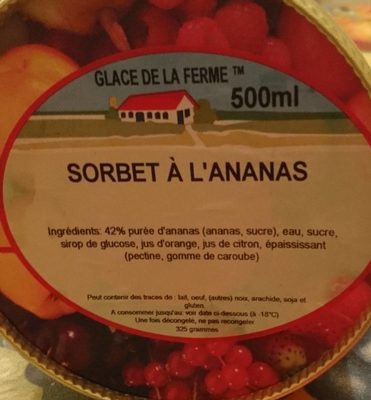 GLACE DE LA FERME ™
500ml
SORBET À L'ANANAS
Ingrédients: 42% purée d'ananas (ananas, sucre), eau, sucre,
sirop de glucose, jus d'orange, jus de citron, épaississant
(pectine, gomme de caroube)
Peut contenir des traces de : lait, oeuf, (autres) noix, arachide, soja et
gluten.
A consommer jusqu'au: voir date ci-dessous (à -18°C)
Une fois décongelé, ne pas recongeler
325 grammes